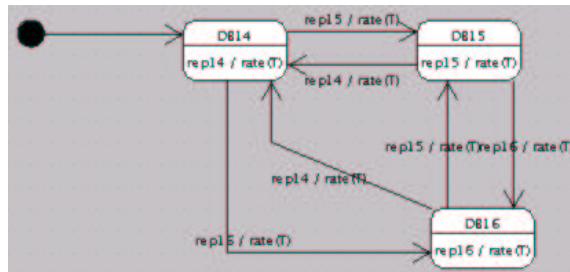 rep15 / rate(T)
DB14
rep14 / rate(T)
DB15
rep15 / rate(T)
rep14 / rate(T)
rep15 / rate(T)
rep16 / rate(T)
rep14 / rate(T)
rep16 / rate(T)
DB16
rep16 / rate(T)